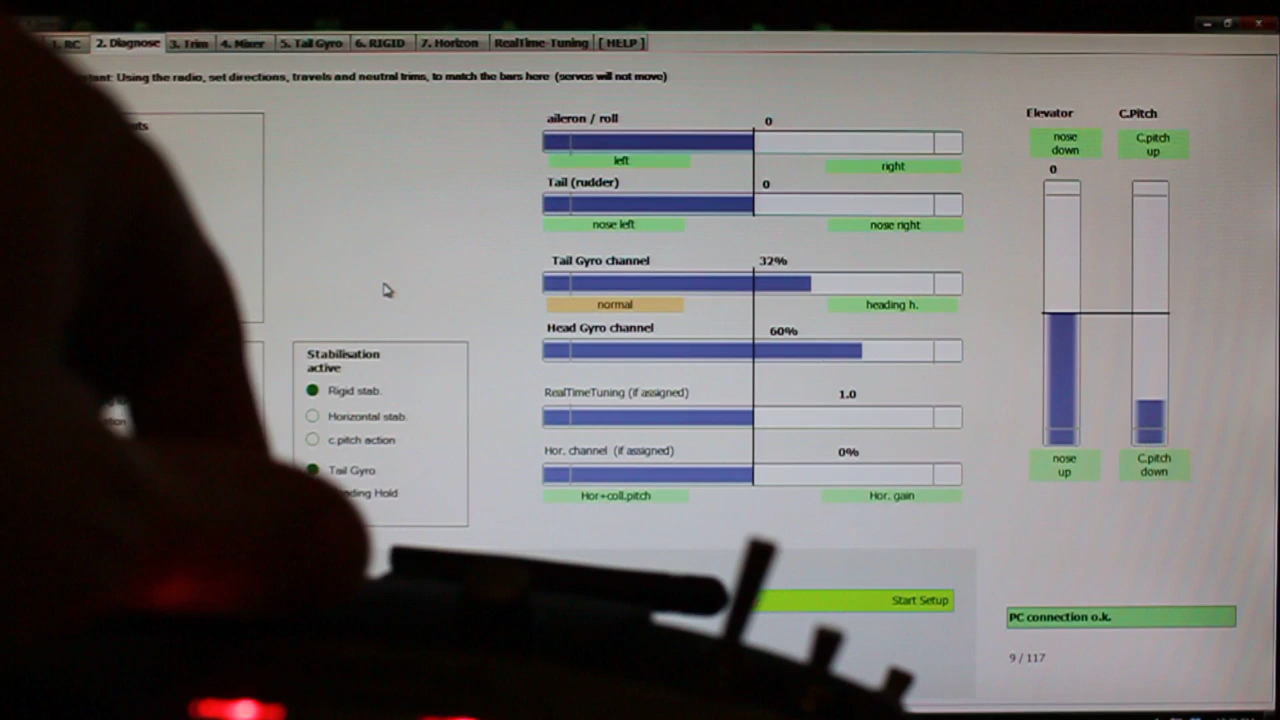 1. RC 2. Diagnose 3. Trim 4. Mixer 5. Tail Gyro 6. RIGID 7. Horizon RealTime-Tuning [ HELP ]
Using the radio, set directions, travels and neutral trims, to match the bars here (servos will not move)
aileron / roll 0
left right
Tail (rudder) 0
nose left nose right
Tail Gyro channel 32%
normal heading h.
Head Gyro channel 60%
RealTimeTuning (if assigned) 1.0
Hor. channel (if assigned) 0%
Hor+coll.pitch Hor. gain
Elevator C.Pitch
nose
down
C.pitch
up
0
nose
up
C.pitch
down
Stabilisation
active
Rigid stab.
Horizontal stab.
c.pitch action
Tail Gyro
Hold
Start Setup
PC connection o.k.
9 / 117